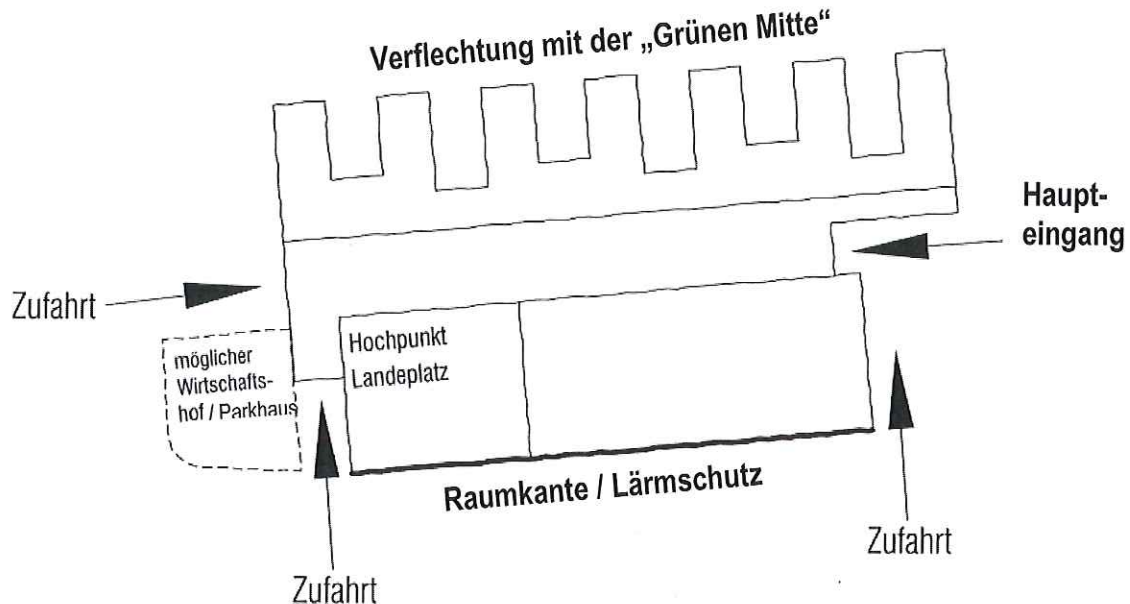 Verflechtung mit der „Grünen Mitte“
Haupt-
eingang
Zufahrt
möglicher
Wirtschafts-
hof / Parkhaus
Hochpunkt
Landeplatz
Raumkante / Lärmschutz
Zufahrt
Zufahrt